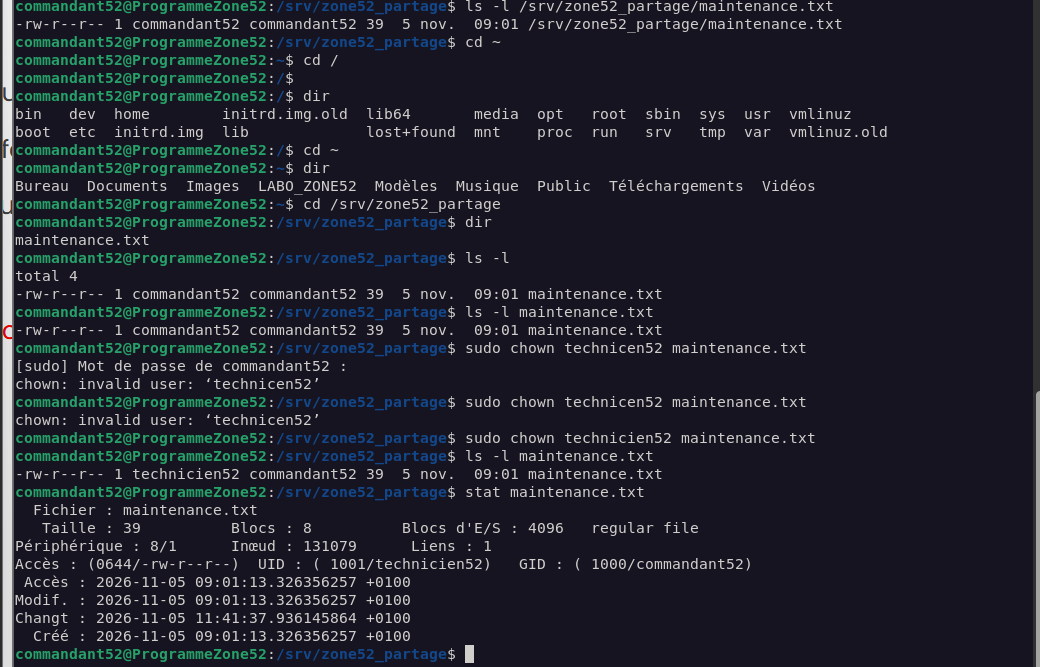 commandant52@ProgrammeZone52:/srv/zone52_partage$ ls -l /srv/zone52_partage/maintenance.txt
-rw-r--r-- 1 commandant52 commandant52 39  5 nov.  09:01 /srv/zone52_partage/maintenance.txt
commandant52@ProgrammeZone52:/srv/zone52_partage$ cd ~
commandant52@ProgrammeZone52:~$ cd /
commandant52@ProgrammeZone52:/$
commandant52@ProgrammeZone52:/$ dir
bin   dev  home        initrd.img.old  lib64       media  opt   root  sbin  sys  usr  vmlinuz
boot  etc  initrd.img  lib             lost+found  mnt    proc  run   srv   tmp  var  vmlinuz.old
commandant52@ProgrammeZone52:/$ cd ~
commandant52@ProgrammeZone52:~$ dir
Bureau  Documents  Images  LABO_ZONE52  Modèles  Musique  Public  Téléchargements  Vidéos
commandant52@ProgrammeZone52:~$ cd /srv/zone52_partage
commandant52@ProgrammeZone52:/srv/zone52_partage$ dir
maintenance.txt
commandant52@ProgrammeZone52:/srv/zone52_partage$ ls -l
total 4
-rw-r--r-- 1 commandant52 commandant52 39  5 nov.  09:01 maintenance.txt
commandant52@ProgrammeZone52:/srv/zone52_partage$ ls -l maintenance.txt
-rw-r--r-- 1 commandant52 commandant52 39  5 nov.  09:01 maintenance.txt
commandant52@ProgrammeZone52:/srv/zone52_partage$ sudo chown technicen52 maintenance.txt
[sudo] Mot de passe de commandant52 :
chown: invalid user: ‘technicen52’
commandant52@ProgrammeZone52:/srv/zone52_partage$ sudo chown technicen52 maintenance.txt
chown: invalid user: ‘technicen52’
commandant52@ProgrammeZone52:/srv/zone52_partage$ sudo chown technicien52 maintenance.txt
commandant52@ProgrammeZone52:/srv/zone52_partage$ ls -l maintenance.txt
-rw-r--r-- 1 technicien52 commandant52 39  5 nov.  09:01 maintenance.txt
commandant52@ProgrammeZone52:/srv/zone52_partage$ stat maintenance.txt
  Fichier : maintenance.txt
   Taille : 39          Blocs : 8          Blocs d'E/S : 4096   regular file
Périphérique : 8/1      Inœud : 131079      Liens : 1
Accès : (0644/-rw-r--r--)  UID : ( 1001/technicien52)   GID : ( 1000/commandant52)
 Accès : 2026-11-05 09:01:13.326356257 +0100
Modif. : 2026-11-05 09:01:13.326356257 +0100
Changt : 2026-11-05 11:41:37.936145864 +0100
  Créé : 2026-11-05 09:01:13.326356257 +0100
commandant52@ProgrammeZone52:/srv/zone52_partage$